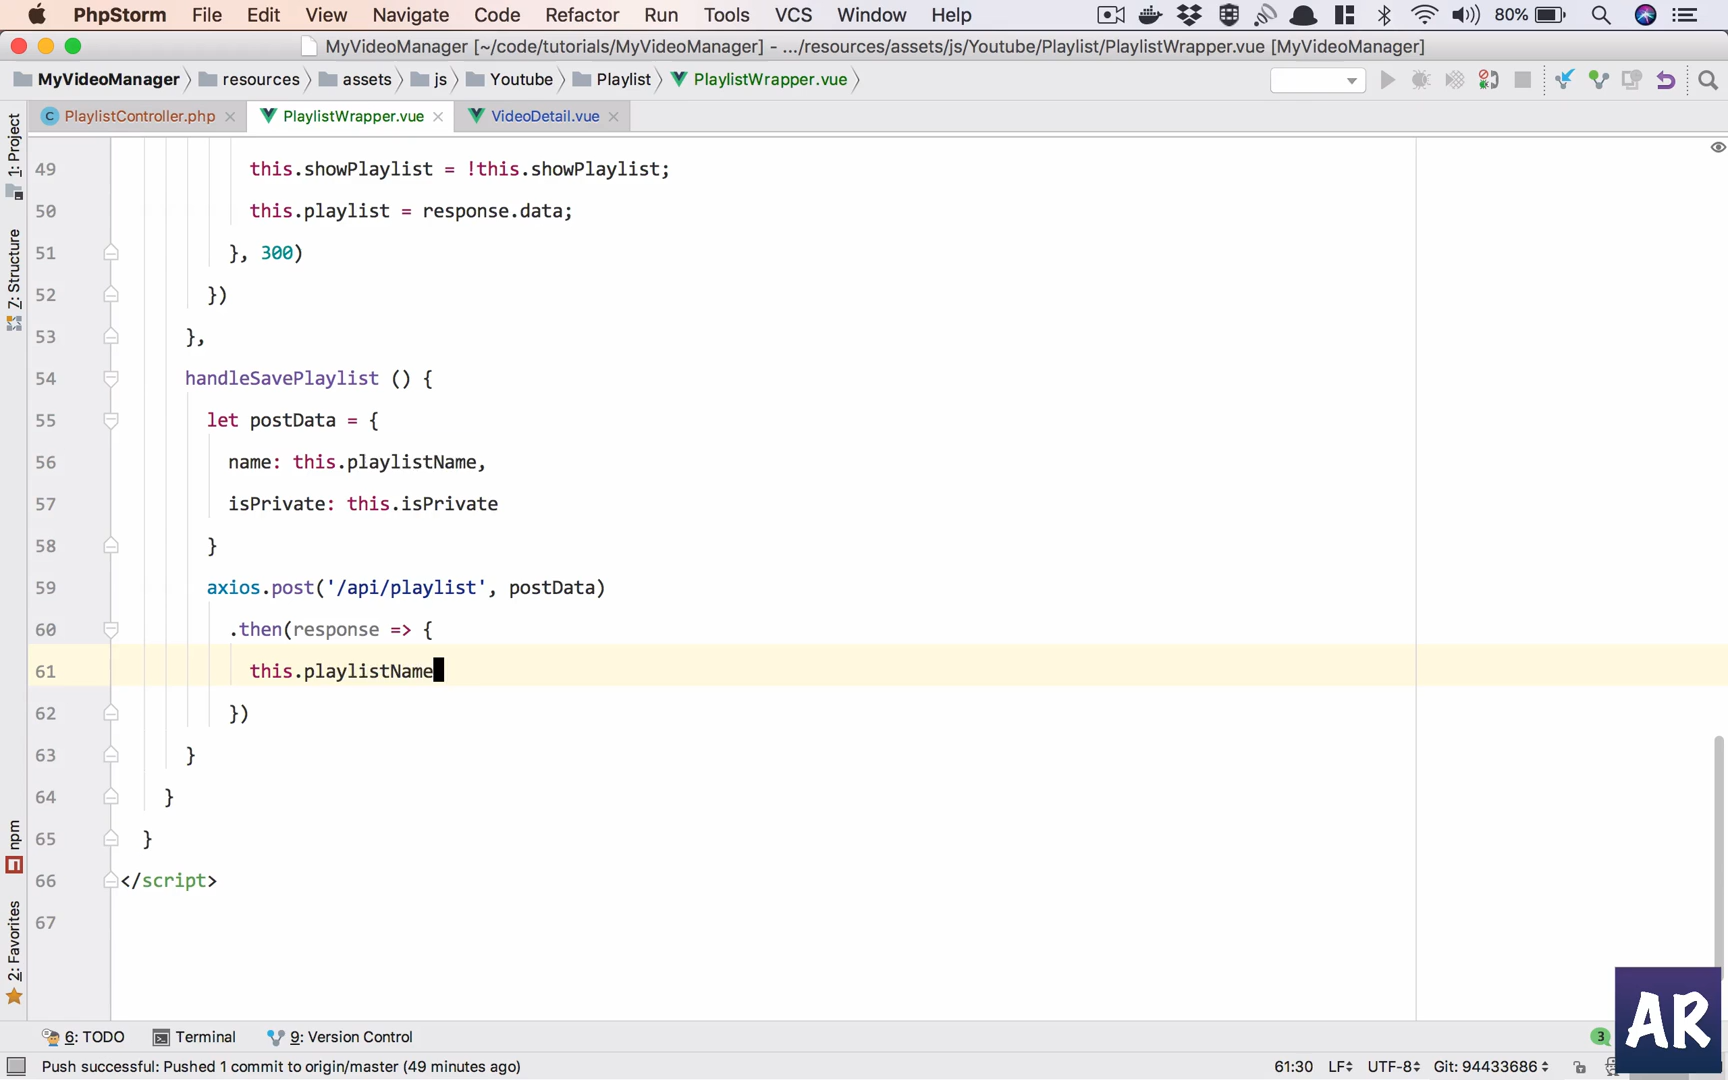 PhpStorm File Edit View Navigate Code Refactor Run Tools VCS Window Help 80%
MyVideoManager [~/code/tutorials/MyVideoManager] - .../resources/assets/js/Youtube/Playlist/PlaylistWrapper.vue [MyVideoManager]
MyVideoManager resources assets js Youtube Playlist PlaylistWrapper.vue
PlaylistController.php PlaylistWrapper.vue VideoDetail.vue
1: Project
Z: Structure
npm
2: Favorites
49 this.showPlaylist = !this.showPlaylist;
50 this.playlist = response.data;
51 }, 300)
52 })
53 },
54 handleSavePlaylist () {
55 let postData = {
56 name: this.playlistName,
57 isPrivate: this.isPrivate
58 }
59 axios.post('/api/playlist', postData)
60 .then(response => {
61 this.playlistName
62 })
63 }
64 }
65 }
66 </script>
67
6: TODO Terminal 9: Version Control 3
AR
Push successful: Pushed 1 commit to origin/master (49 minutes ago) 61:30 LF UTF-8 Git: 94433686